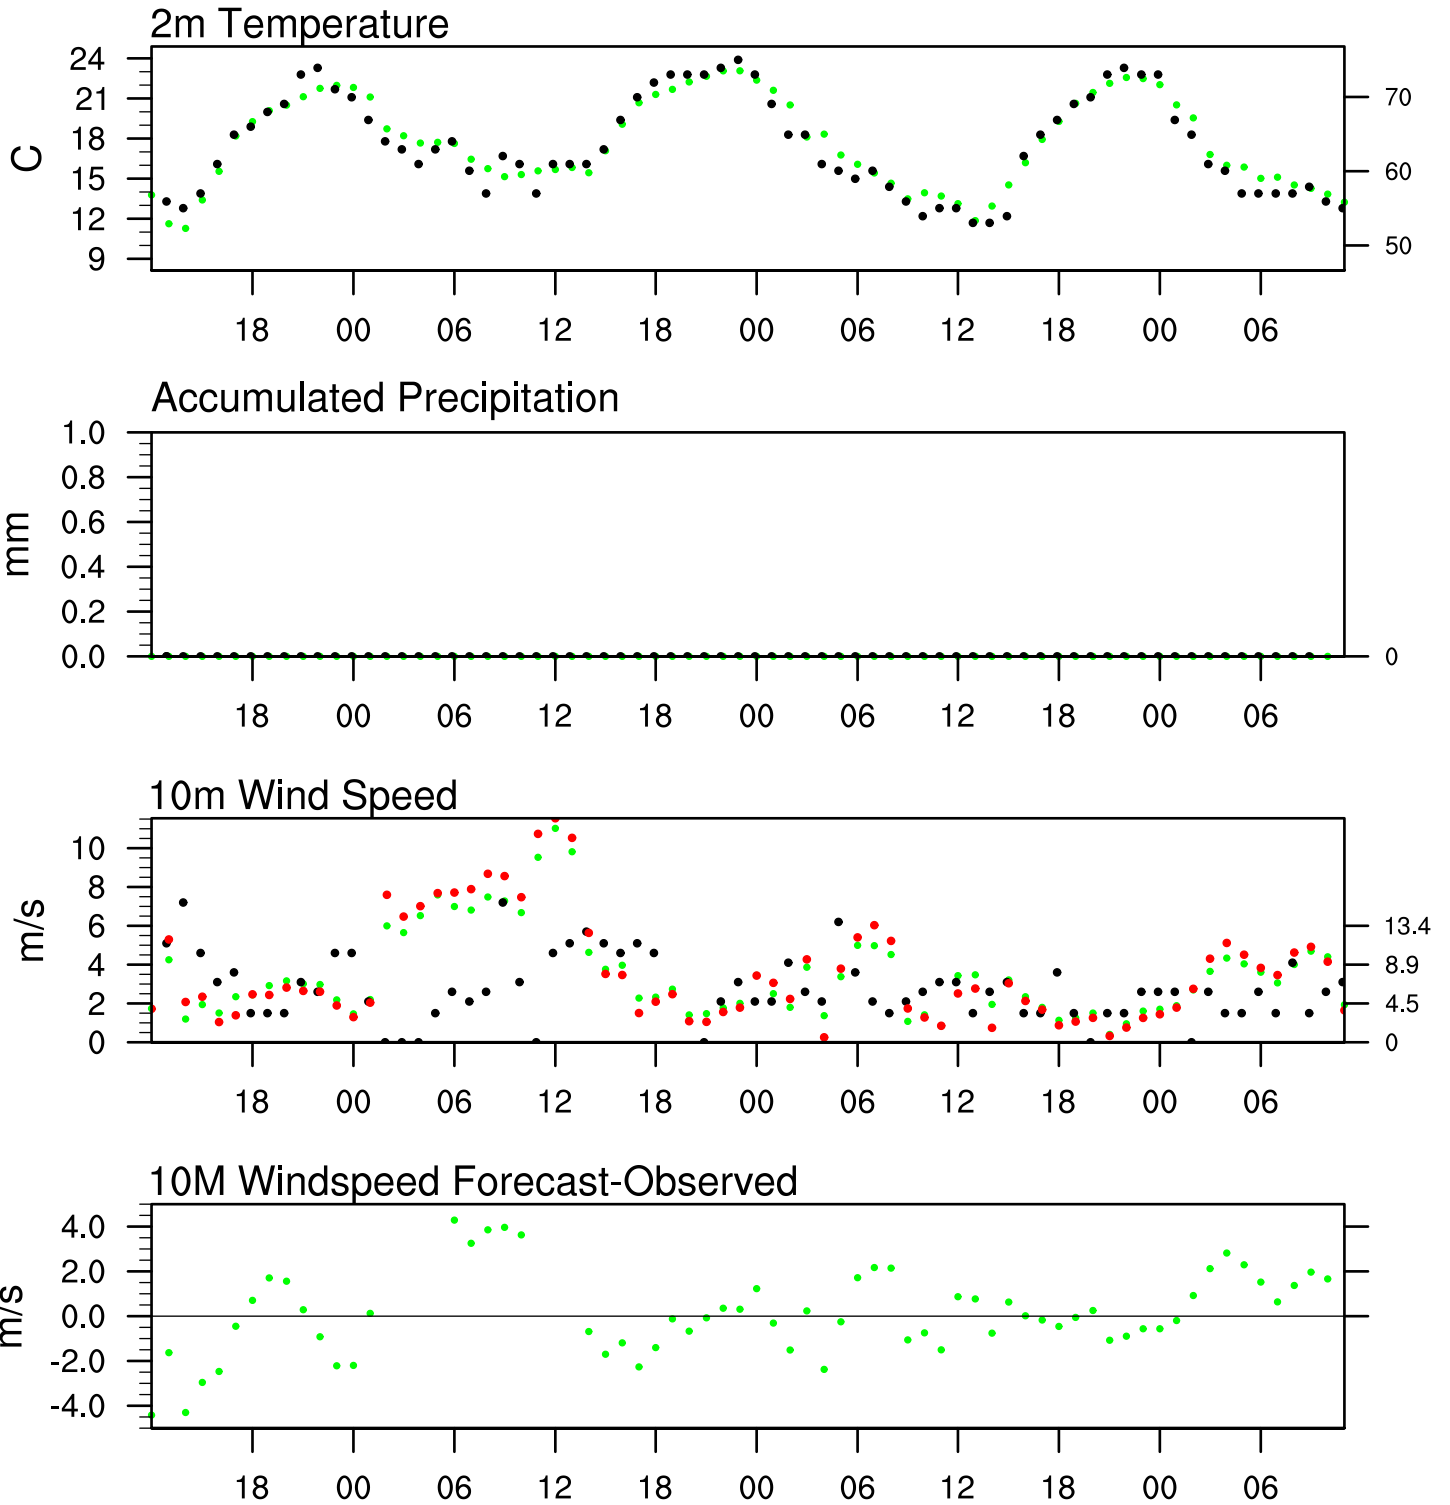 2m Temperature
24
21
18
15
12
9
C
70
60
50
18 00 06 12 18 00 06 12 18 00 06
Accumulated Precipitation
1.0
0.8
0.6
0.4
0.2
0.0
mm
0
18 00 06 12 18 00 06 12 18 00 06
10m Wind Speed
10
8
6
4
2
0
m/s
13.4
8.9
4.5
0
18 00 06 12 18 00 06 12 18 00 06
10M Windspeed Forecast-Observed
4.0
2.0
0.0
-2.0
-4.0
m/s
18 00 06 12 18 00 06 12 18 00 06